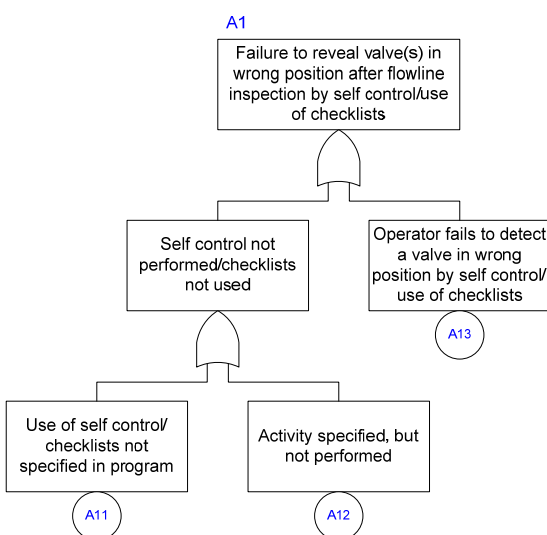 A1
Failure to reveal valve(s) in
wrong position after flowline
inspection by self control/use
of checklists
Self control not
performed/checklists
not used
Operator fails to detect
a valve in wrong
position by self control/
use of checklists
A13
Use of self control/
checklists not
specified in program
Activity specified, but
not performed
A11
A12